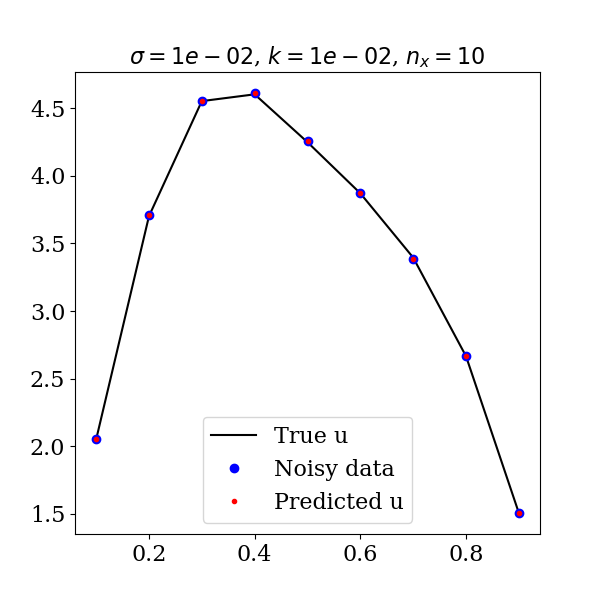 σ = 1e − 02, k = 1e − 02, nₓ = 10
4.5
4.0
3.5
3.0
2.5
2.0
1.5
True u
Noisy data
Predicted u
0.2 0.4 0.6 0.8